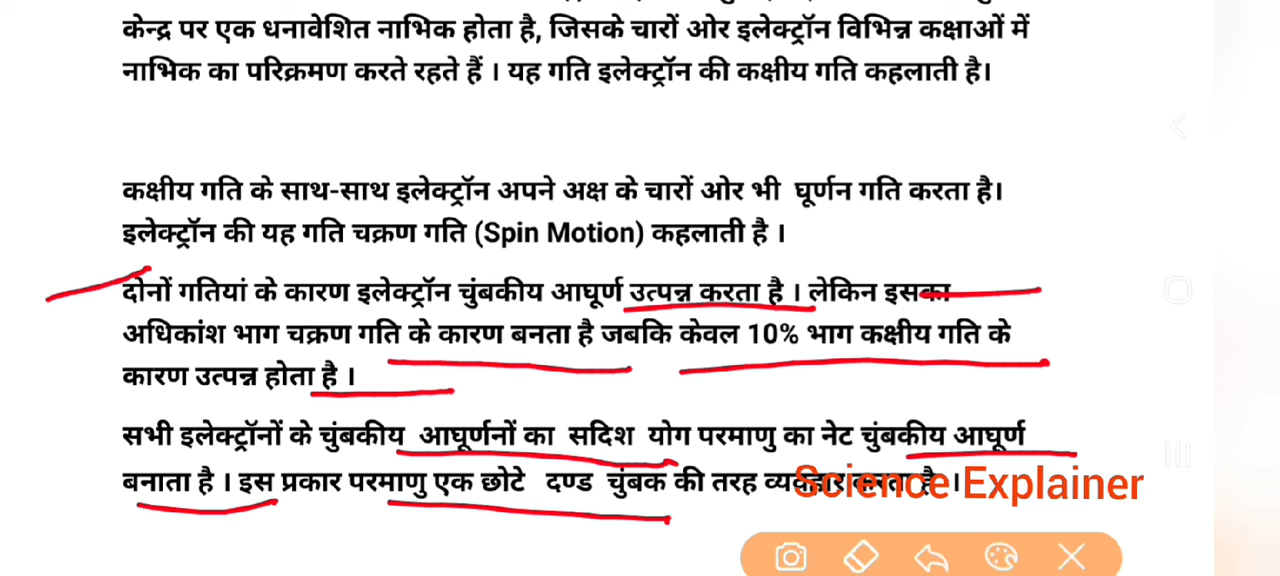 केन्द्र पर एक धनावेशित नाभिक होता है, जिसके चारों ओर इलेक्ट्रॉन विभिन्न कक्षाओं में
नाभिक का परिक्रमण करते रहते हैं । यह गति इलेक्ट्रॉन की कक्षीय गति कहलाती है।
कक्षीय गति के साथ-साथ इलेक्ट्रॉन अपने अक्ष के चारों ओर भी घूर्णन गति करता है।
इलेक्ट्रॉन की यह गति चक्रण गति (Spin Motion) कहलाती है ।
दोनों गतियां के कारण इलेक्ट्रॉन चुंबकीय आघूर्ण उत्पन्न करता है । लेकिन इसका
अधिकांश भाग चक्रण गति के कारण बनता है जबकि केवल 10% भाग कक्षीय गति के
कारण उत्पन्न होता है ।
सभी इलेक्ट्रॉनों के चुंबकीय आघूर्णनों का सदिश योग परमाणु का नेट चुंबकीय आघूर्ण
बनाता है । इस प्रकार परमाणु एक छोटे दण्ड चुंबक की तरह व्यवहार करता है ।
Science Explainer